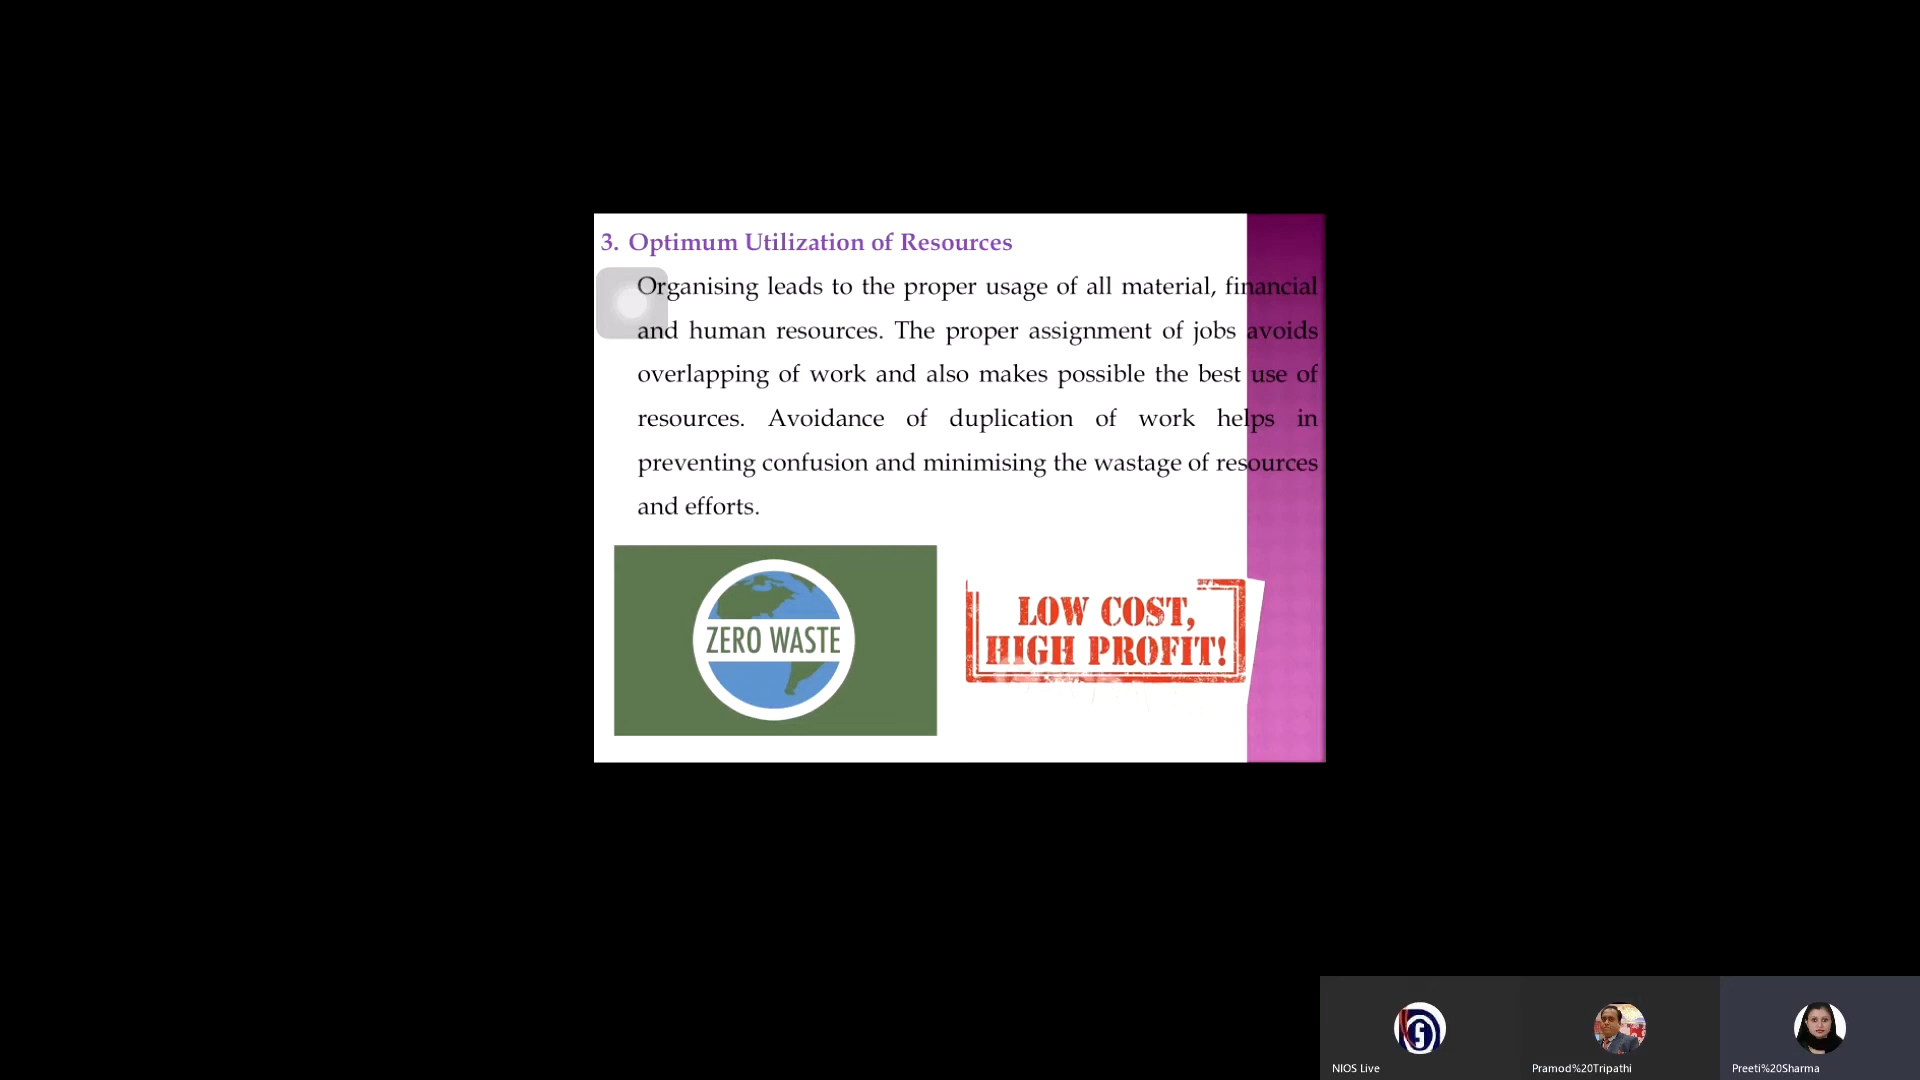 3. Optimum Utilization of Resources
Organising leads to the proper usage of all material, financial
and human resources. The proper assignment of jobs avoids
overlapping of work and also makes possible the best use of
resources. Avoidance of duplication of work helps in
preventing confusion and minimising the wastage of resources
and efforts.
ZERO WASTE
LOW COST,
HIGH PROFIT!
NIOS Live
Pramod%20Tripathi
Preeti%20Sharma